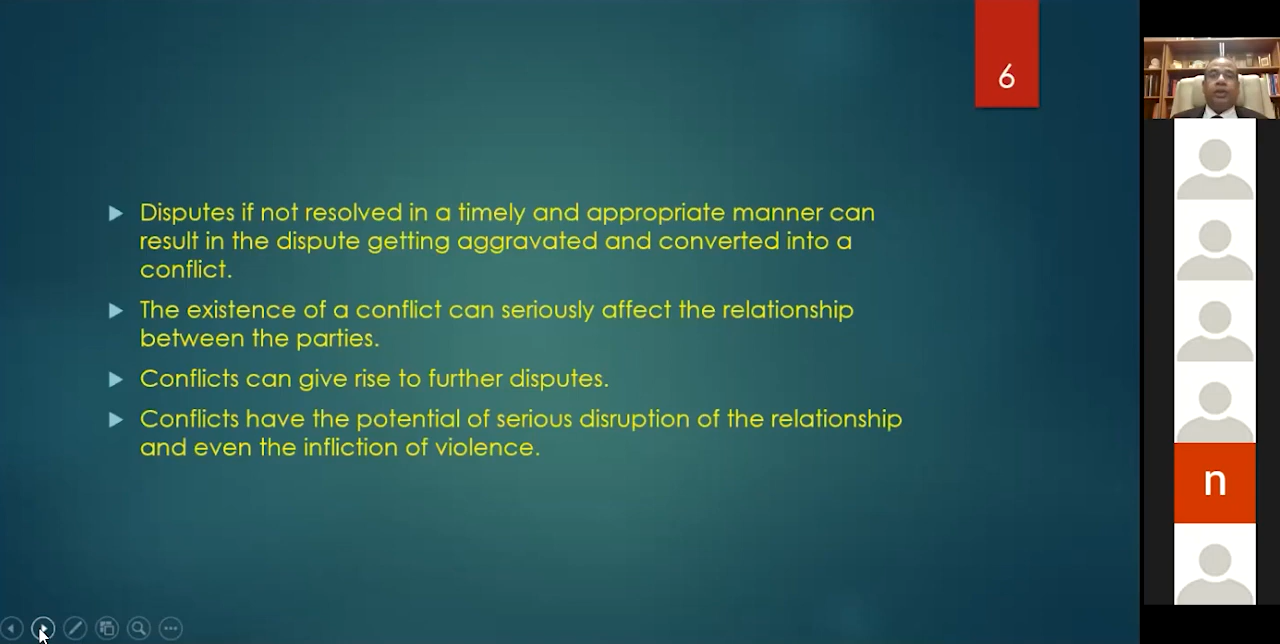 6
Disputes if not resolved in a timely and appropriate manner can
result in the dispute getting aggravated and converted into a
conflict.
The existence of a conflict can seriously affect the relationship
between the parties.
Conflicts can give rise to further disputes.
Conflicts have the potential of serious disruption of the relationship
and even the infliction of violence.
n